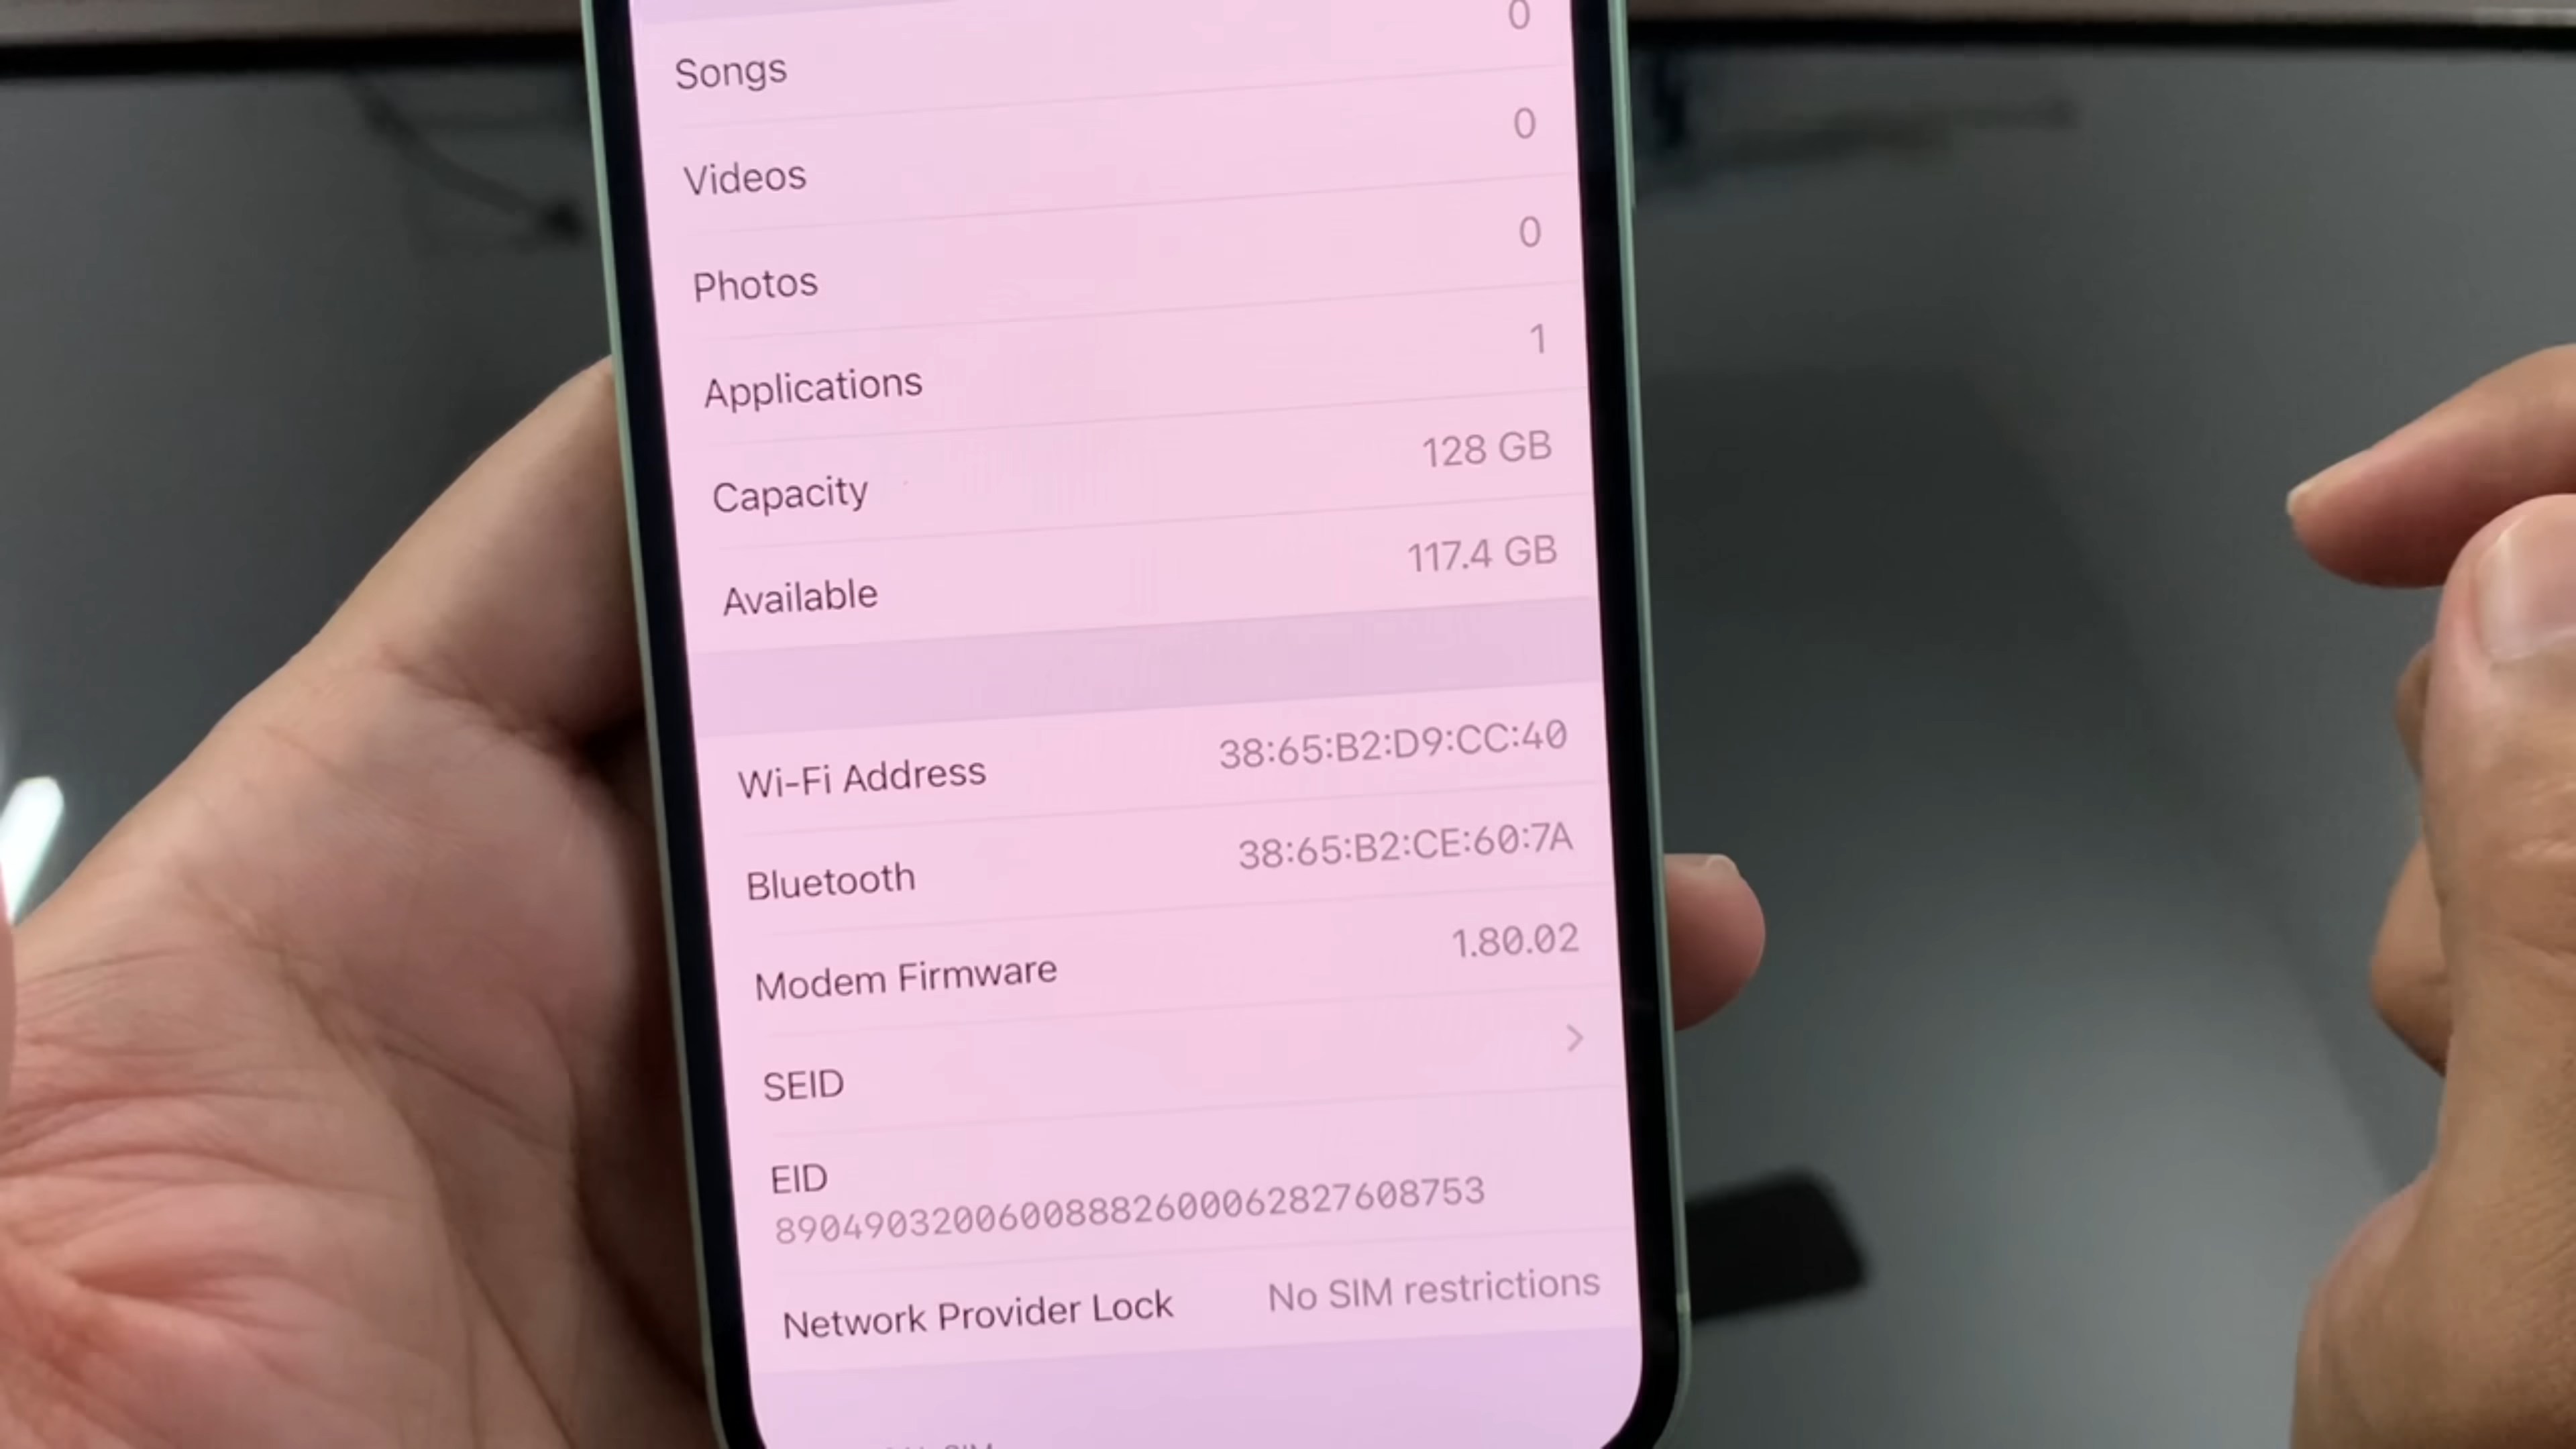 Songs 0
Videos 0
Photos 0
Applications 1
Capacity 128 GB
Available 117.4 GB
Wi-Fi Address 38:65:B2:D9:CC:40
Bluetooth 38:65:B2:CE:60:7A
Modem Firmware 1.80.02
SEID
EID
89049032006008882600062827608753
Network Provider Lock No SIM restrictions